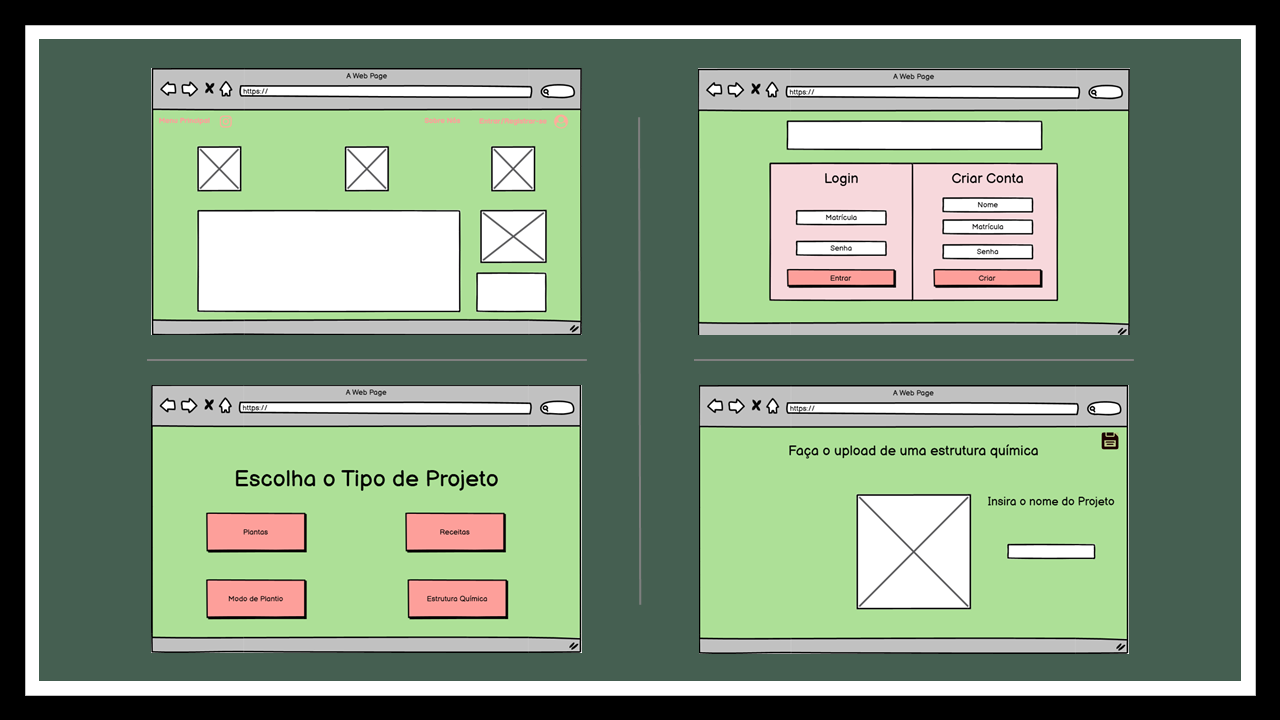 A Web Page
https://
Menu Principal
Sobre Nós
Entrar/Registrar-se
A Web Page
https://
Login
Matrícula
Senha
Entrar
Criar Conta
Nome
Matrícula
Senha
Criar
A Web Page
https://
Escolha o Tipo de Projeto
Plantas
Receitas
Modo de Plantio
Estrutura Química
A Web Page
https://
Faça o upload de uma estrutura química
Insira o nome do Projeto